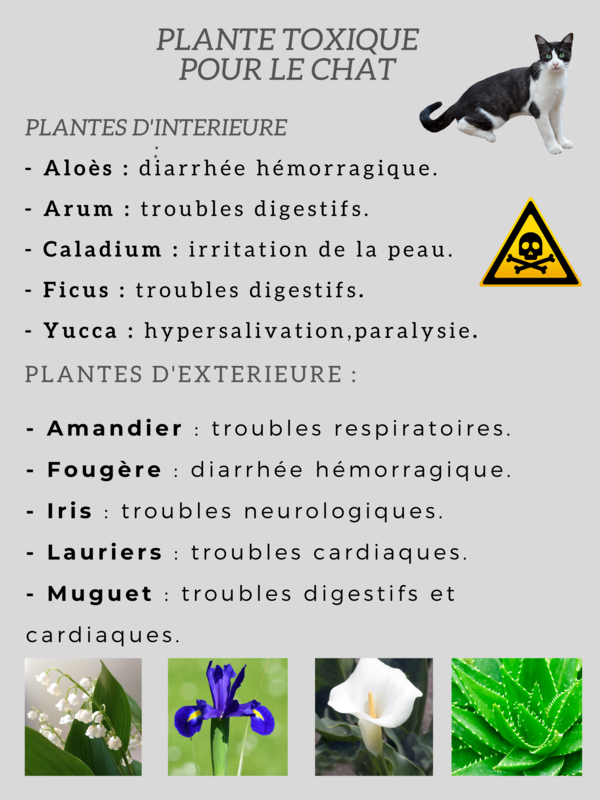 PLANTE TOXIQUE
POUR LE CHAT
PLANTES D'INTERIEURE
:
- Aloès : diarrhée hémorragique.
- Arum : troubles digestifs.
- Caladium : irritation de la peau.
- Ficus : troubles digestifs.
- Yucca : hypersalivation,paralysie.
PLANTES D'EXTERIEURE :
- Amandier : troubles respiratoires.
- Fougère : diarrhée hémorragique.
- Iris : troubles neurologiques.
- Lauriers : troubles cardiaques.
- Muguet : troubles digestifs et
cardiaques.